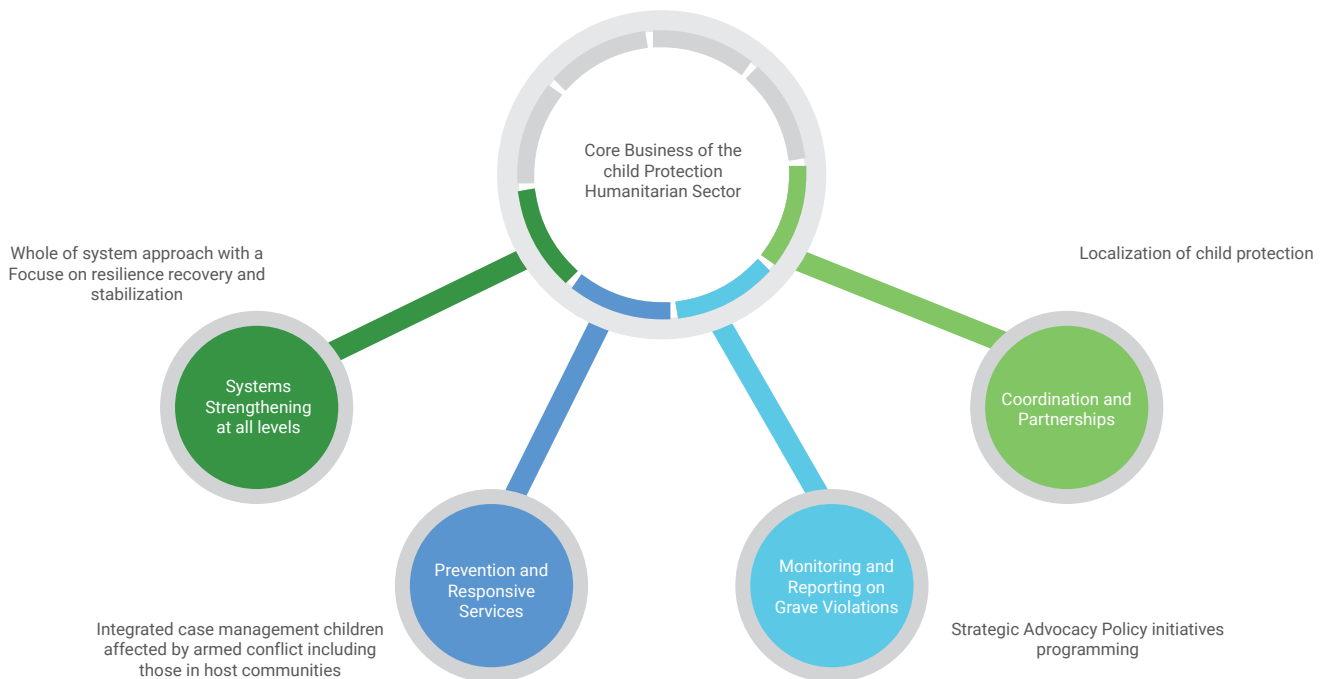 Core Business of the
child Protection
Humanitarian Sector
Whole of system approach with a
Focuse on resilience recovery and
stabilization
Localization of child protection
Systems
Strengthening
at all levels
Coordination and
Partnerships
Prevention and
Responsive
Services
Monitoring and
Reporting on
Grave Violations
Integrated case management children
affected by armed conflict including
those in host communities
Strategic Advocacy Policy initiatives
programming